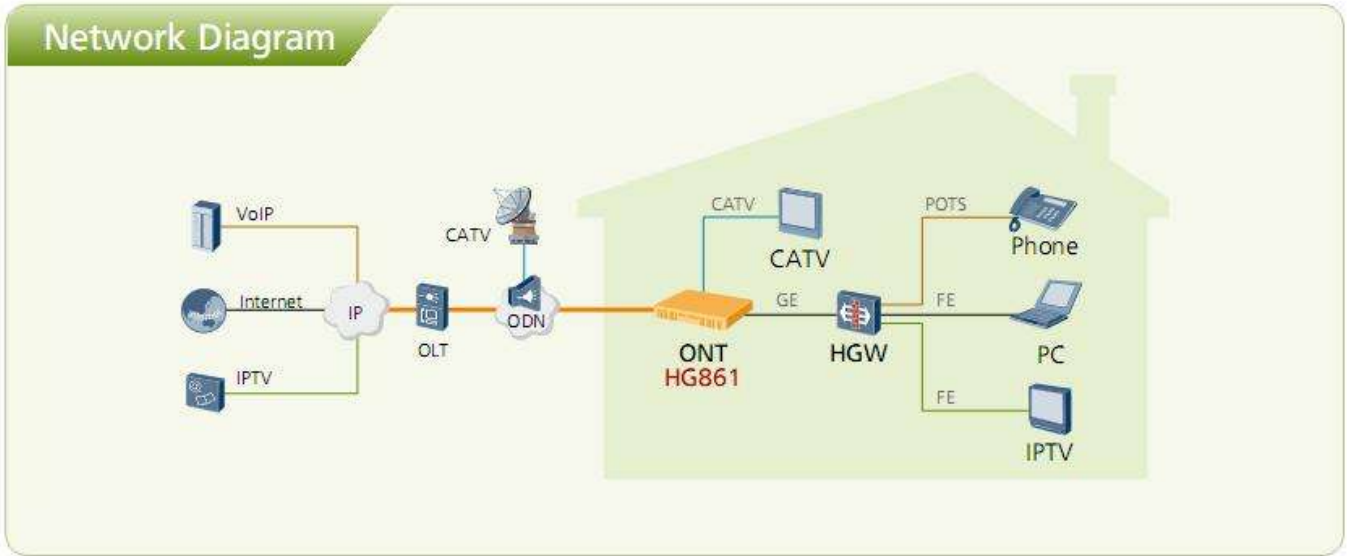 Network Diagram
VoIP
Internet
IPTV
IP
OLT
CATV
ODN
CATV
CATV
GE
ONT
HG861
HGW
POTS
Phone
FE
PC
FE
IPTV